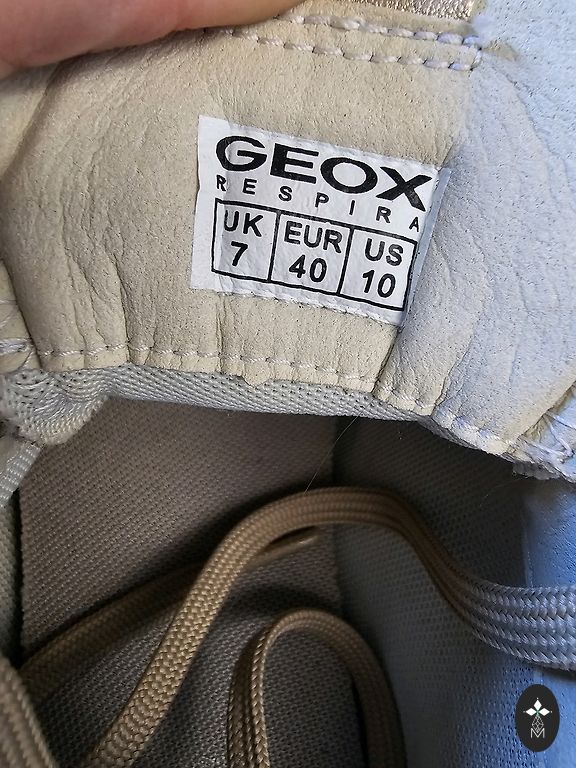 GEOX
RESPIRA
UK EUR US
7 40 10
M